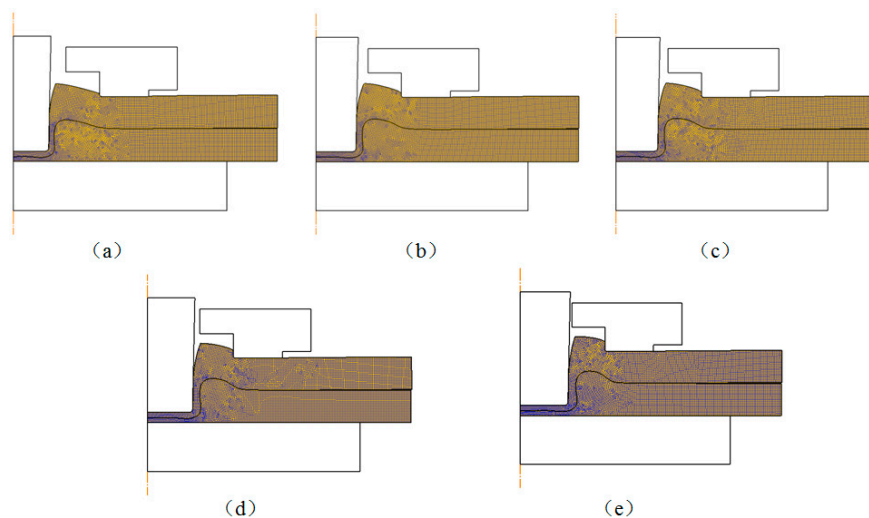 （a）
（b）
（c）
（d）
（e）